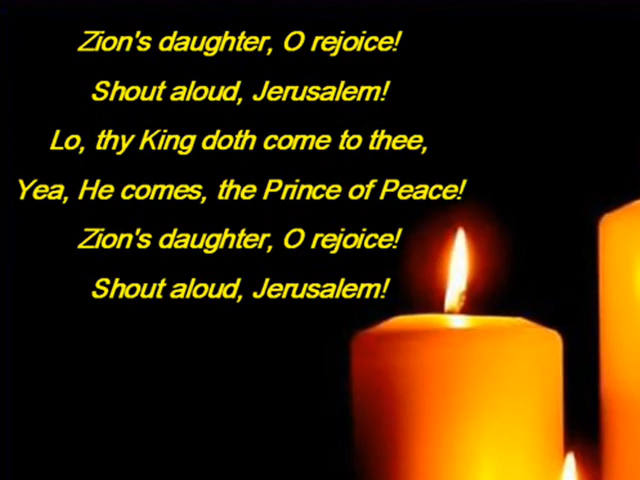 Zion's daughter, O rejoice!
Shout aloud, Jerusalem!
Lo, thy King doth come to thee,
Yea, He comes, the Prince of Peace!
Zion's daughter, O rejoice!
Shout aloud, Jerusalem!